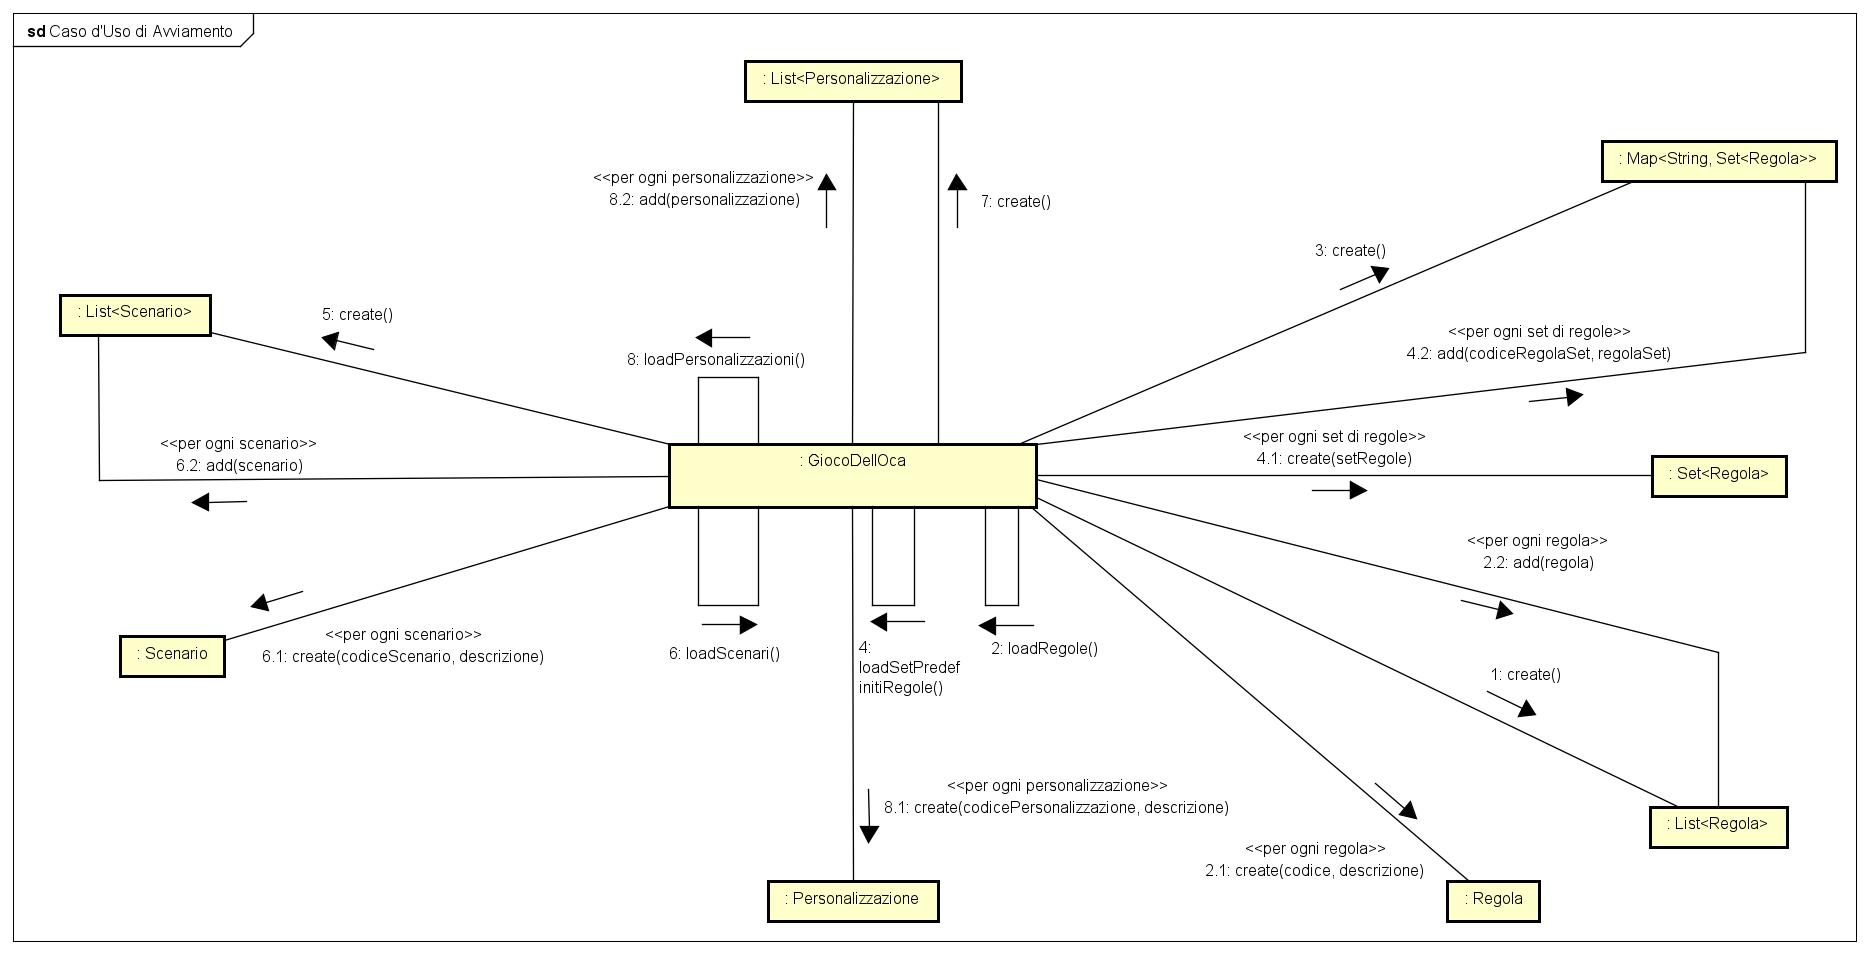 sd Caso d'Uso di Avviamento
: List<Personalizzazione>
: Map<String, Set<Regola>>
<<per ogni personalizzazione>>
8.2: add(personalizzazione)
7: create()
3: create()
: List<Scenario>
5: create()
<<per ogni set di regole>>
4.2: add(codiceRegolaSet, regolaSet)
8: loadPersonalizzazioni()
<<per ogni scenario>>
6.2: add(scenario)
: GiocoDellOca
<<per ogni set di regole>>
4.1: create(setRegole)
: Set<Regola>
<<per ogni regola>>
2.2: add(regola)
: Scenario
<<per ogni scenario>>
6.1: create(codiceScenario, descrizione)
6: loadScenari()
4:
loadSetPredef
initiRegole()
2: loadRegole()
1: create()
<<per ogni personalizzazione>>
8.1: create(codicePersonalizzazione, descrizione)
: List<Regola>
<<per ogni regola>>
2.1: create(codice, descrizione)
: Personalizzazione
: Regola